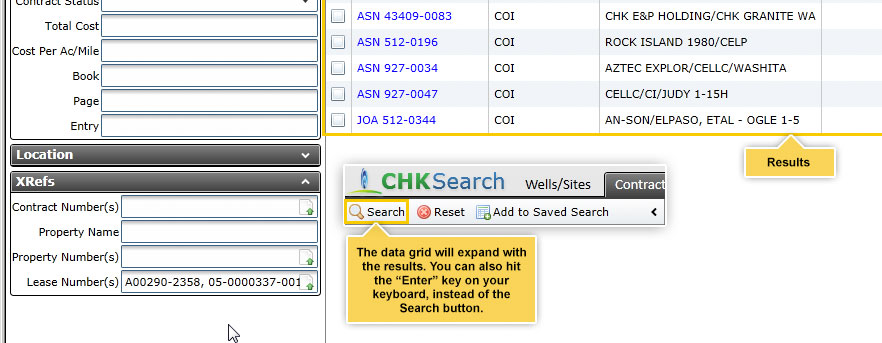 Contract Status
Total Cost
Cost Per Ac/Mile
Book
Page
Entry
Location
XRefs
Contract Number(s)
Property Name
Property Number(s)
Lease Number(s) A00290-2358, 05-0000337-001
ASN 43409-0083 COI CHK E&P HOLDING/CHK GRANITE WA
ASN 512-0196 COI ROCK ISLAND 1980/CELP
ASN 927-0034 COI AZTEC EXPLOR/CELLC/WASHITA
ASN 927-0047 COI CELLC/CI/JUDY 1-15H
JOA 512-0344 COI AN-SON/ELPASO, ETAL - OGLE 1-5
Results
CHKSearch Wells/Sites Contract
Search Reset Add to Saved Search
The data grid will expand with
the results. You can also hit
the “Enter” key on your
keyboard, instead of the
Search button.